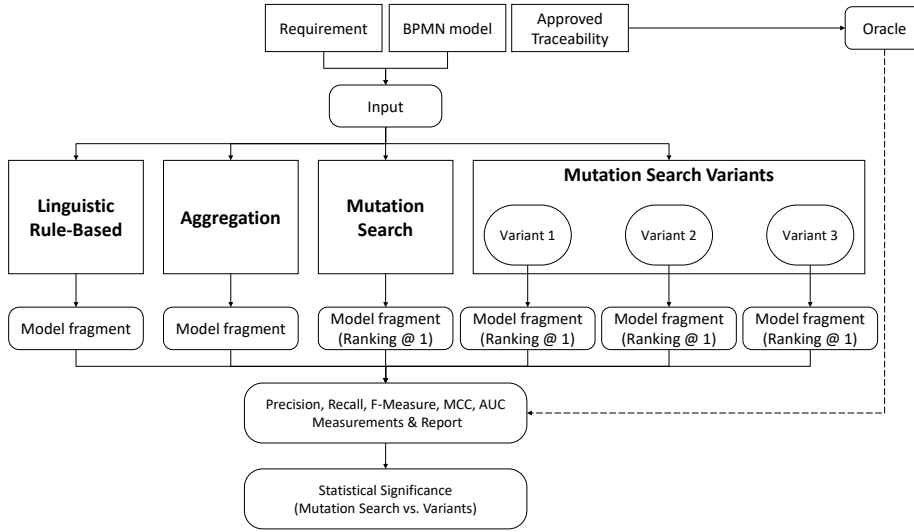 Requirement
BPMN model
Approved
Traceability
Oracle
Input
Linguistic
Rule-Based
Aggregation
Mutation
Search
Mutation Search Variants
Variant 1
Variant 2
Variant 3
Model fragment
Model fragment
Model fragment
(Ranking @ 1)
Model fragment
(Ranking @ 1)
Model fragment
(Ranking @ 1)
Model fragment
(Ranking @ 1)
Precision, Recall, F-Measure, MCC, AUC
Measurements & Report
Statistical Significance
(Mutation Search vs. Variants)